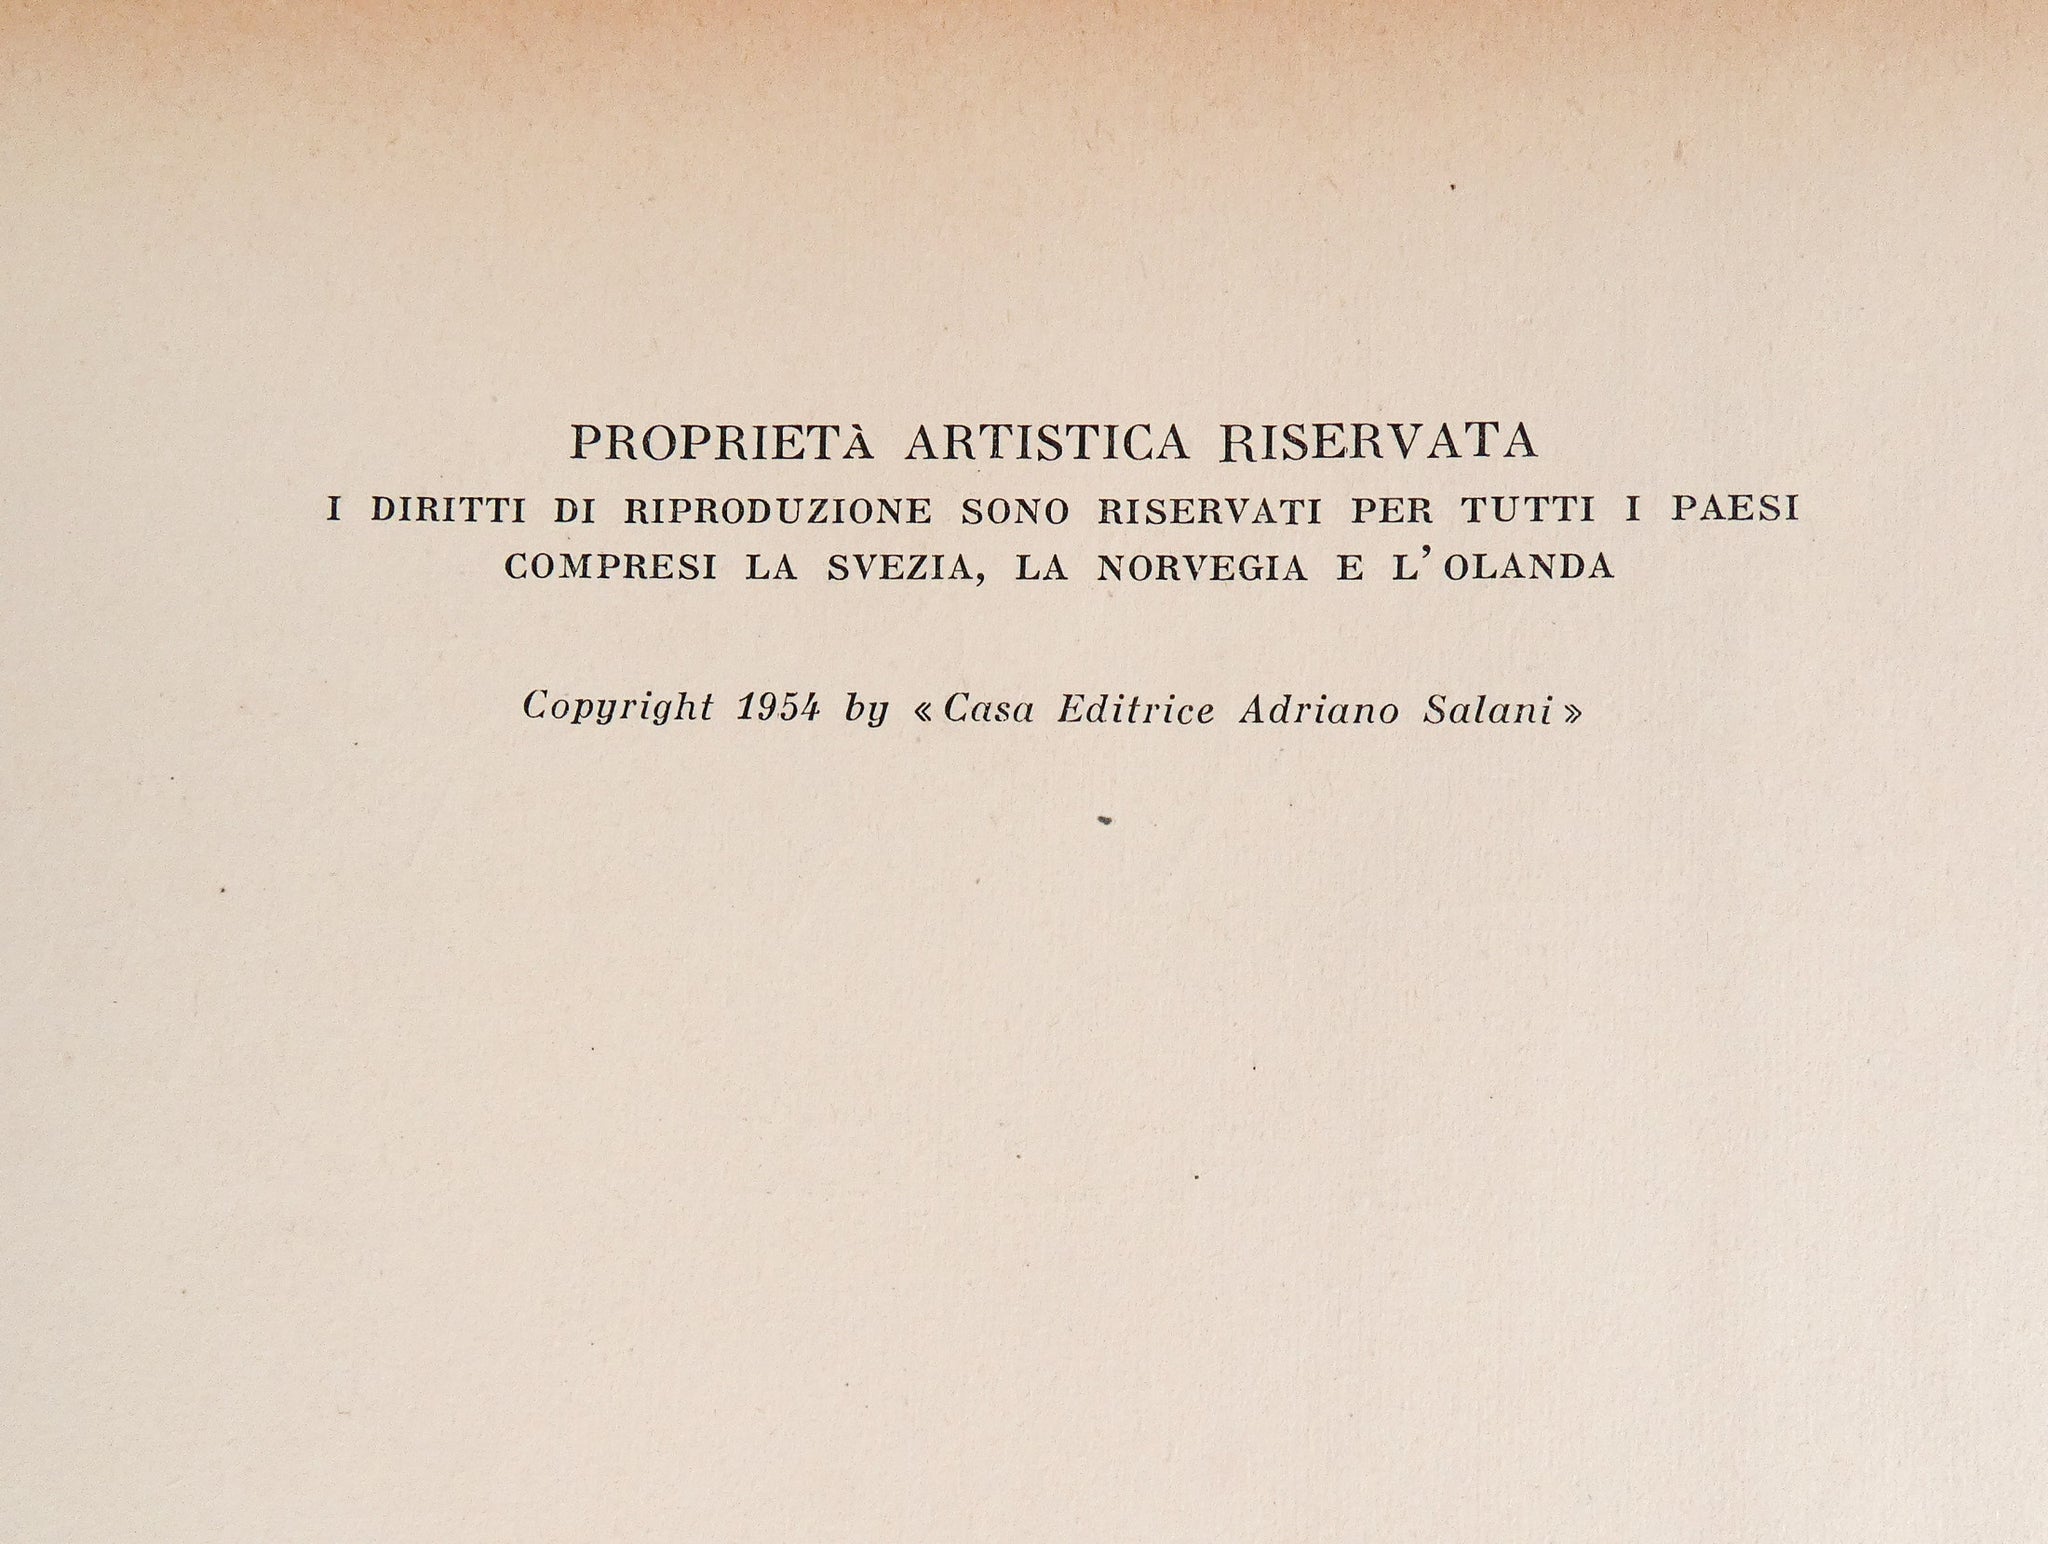 PROPRIETÀ ARTISTICA RISERVATA
I DIRITTI DI RIPRODUZIONE SONO RISERVATI PER TUTTI I PAESI
COMPRESI LA SVEZIA, LA NORVEGIA E L'OLANDA
Copyright 1954 by « Casa Editrice Adriano Salani »